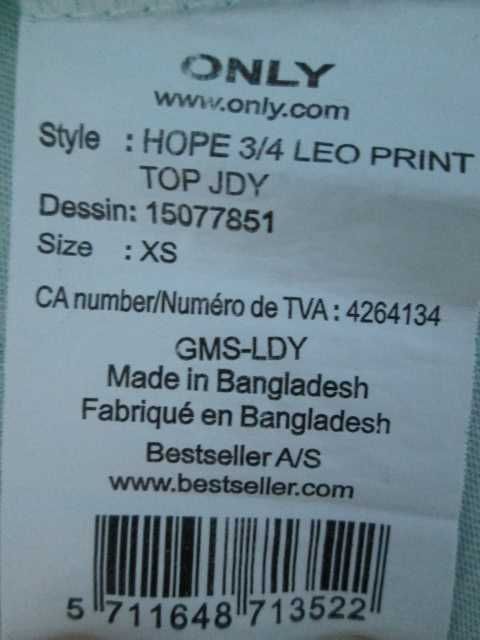 ONLY
www.only.com
Style : HOPE 3/4 LEO PRINT
TOP JDY
Dessin: 15077851
Size : XS
CA number/Numéro de TVA : 4264134
GMS-LDY
Made in Bangladesh
Fabriqué en Bangladesh
Bestseller A/S
www.bestseller.com
5 711648 713522